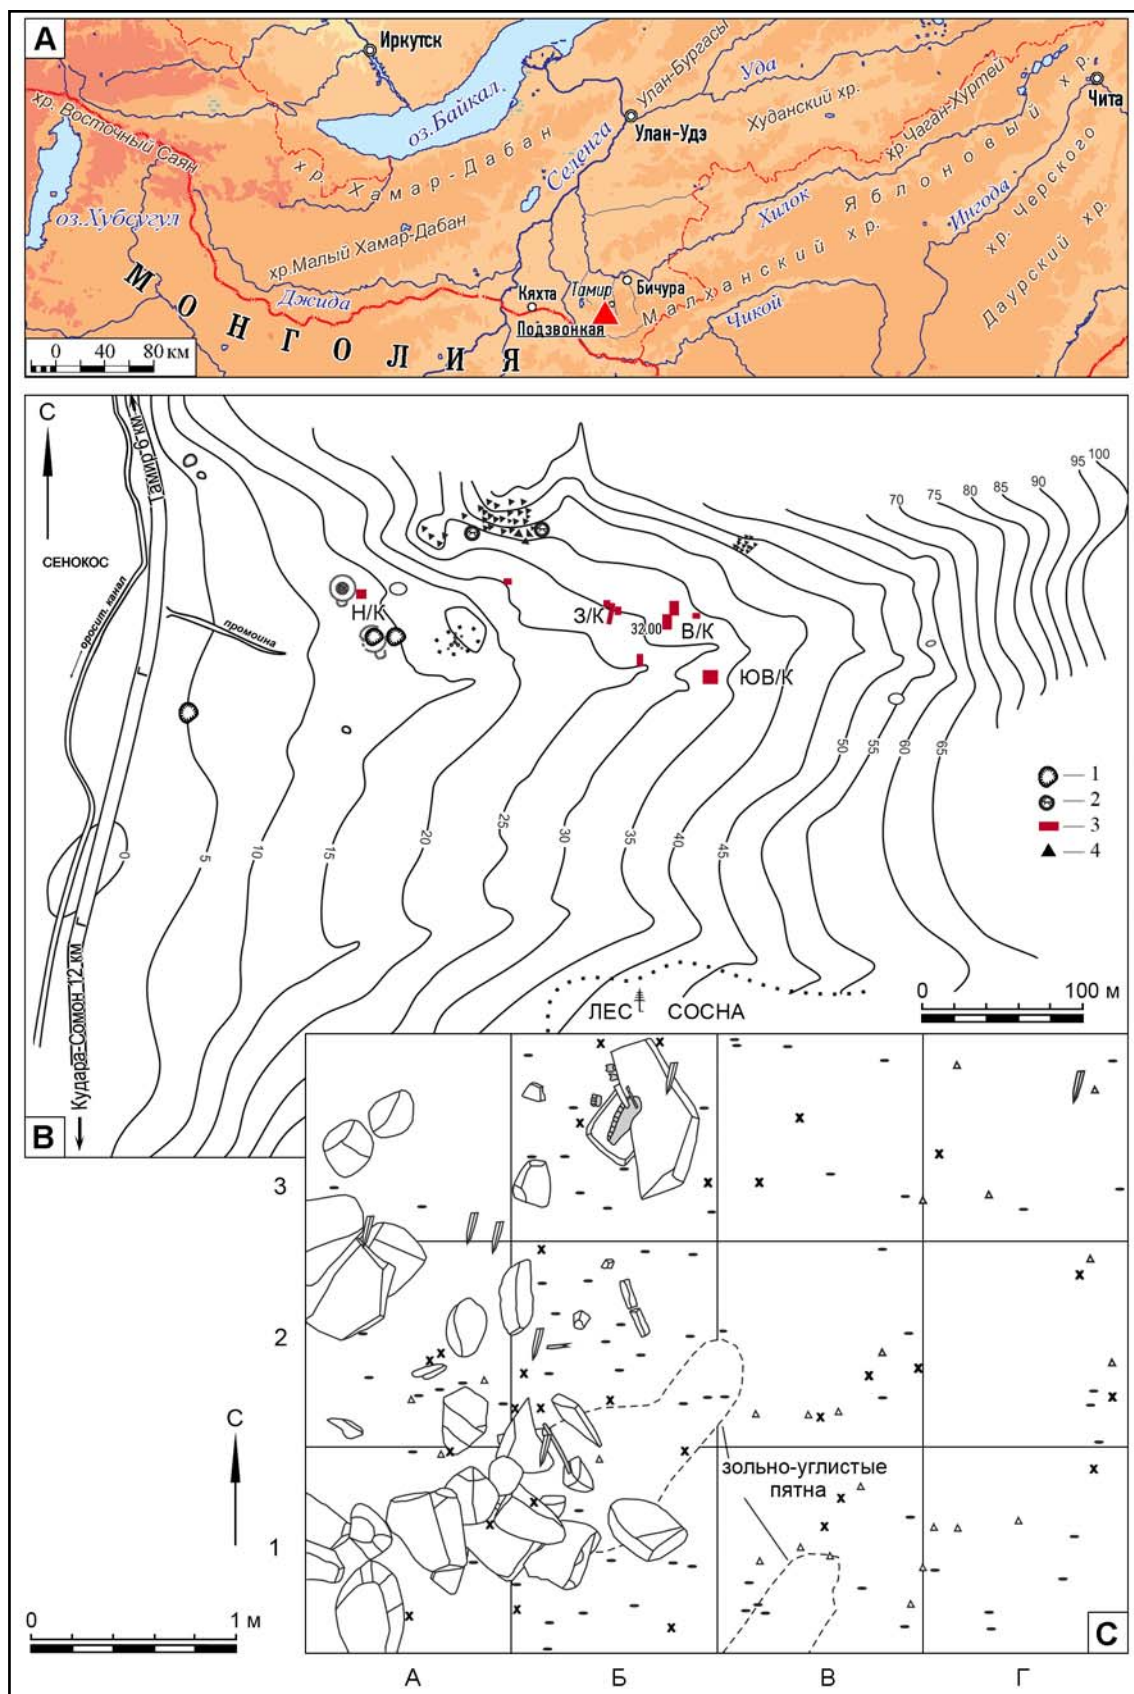 A
Иркутск
оз.Байкал
Улан-Бургасы
Уда
Худанский хр.
хр.Чаган-Хуртей
Чита
хр. Восточный Саян
хр. Хамар-Дабан
Селенга
Улан-Удэ
Яблоновый хр.
оз.Хубсугул
хр.Малый Хамар-Дабан
Хилок
Ингода
хр. Черского
Даурский хр.
Джида
Кяхта
Тамир
Бичура
Малханский хр.
Чикой
Подзвонкая
МОНГОЛИЯ
0 40 80 км
С
Тамир 6 км
СЕНОКОС
оросит. канал
Г
промоина
Н/К
З/К
32.00
В/К
ЮВ/К
70 75 80 85 90 95 100
50 55 60 65
0 5 10 15 20 25 30 35 40 45
1
2
3
4
Г
Кудара-Сомон 12 км
ЛЕС СОСНА
0 100 м
B
3
2
1
С
зольно-углистые
пятна
0 1 м
C
А Б В Г